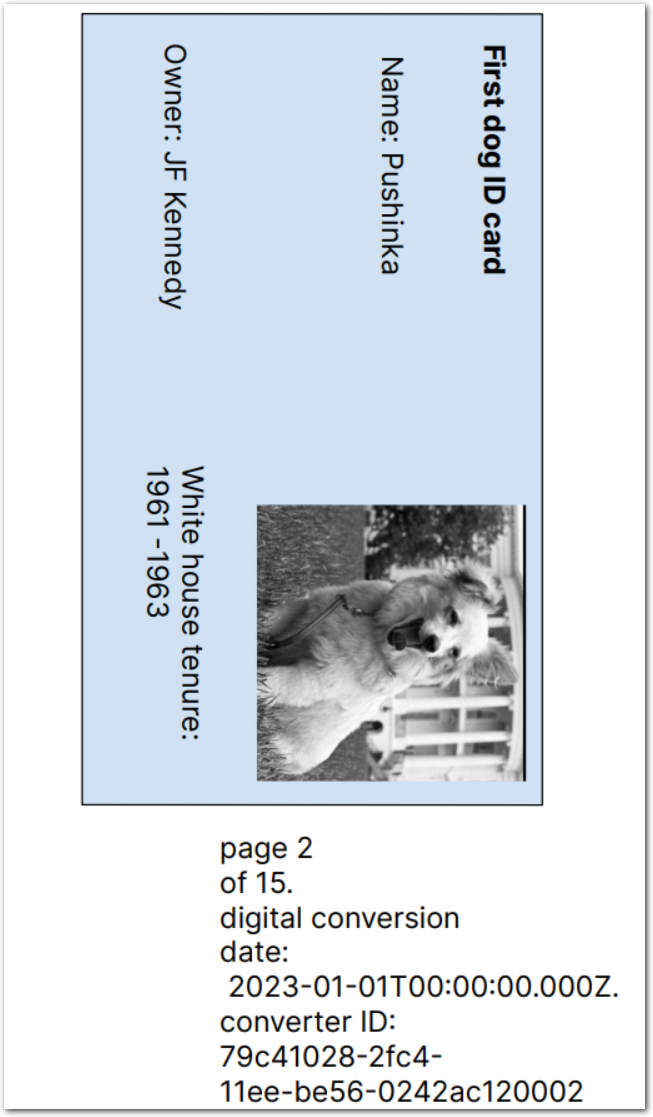 First dog ID card
Name: Pushinka
Owner: JF Kennedy
White house tenure:
1961 -1963
page 2
of 15.
digital conversion
date:
2023-01-01T00:00:00.000Z.
converter ID:
79c41028-2fc4-
11ee-be56-0242ac120002